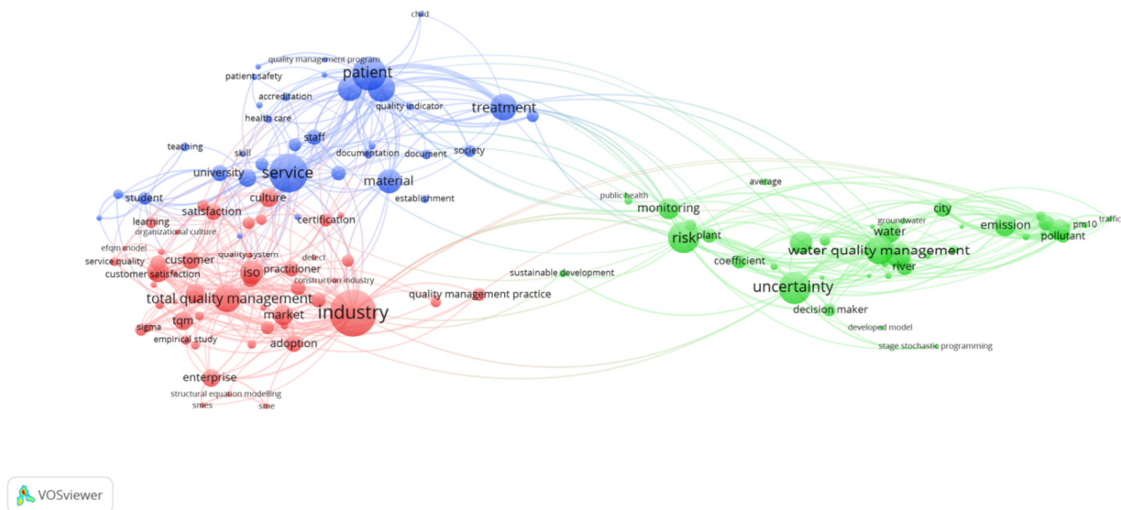 child
quality management program
patient
patient safety
accreditation
quality indicator
treatment
health care
staff
teaching
skill
documentation
document
society
university
service
material
student
establishment
culture
satisfaction
certification
learning
organizational culture
efqm model
service quality
customer
quality system
defect
customer satisfaction
iso
practitioner
construction industry
total quality management
industry
quality management practice
market
tqm
sigma
empirical study
adoption
enterprise
structural equation modelling
smes
sme
sustainable development
average
public health
monitoring
risk
plant
coefficient
city
groundwater
water
emission
pm10
traffic
pollutant
water quality management
river
uncertainty
decision maker
developed model
stage stochastic programming
VOSviewer